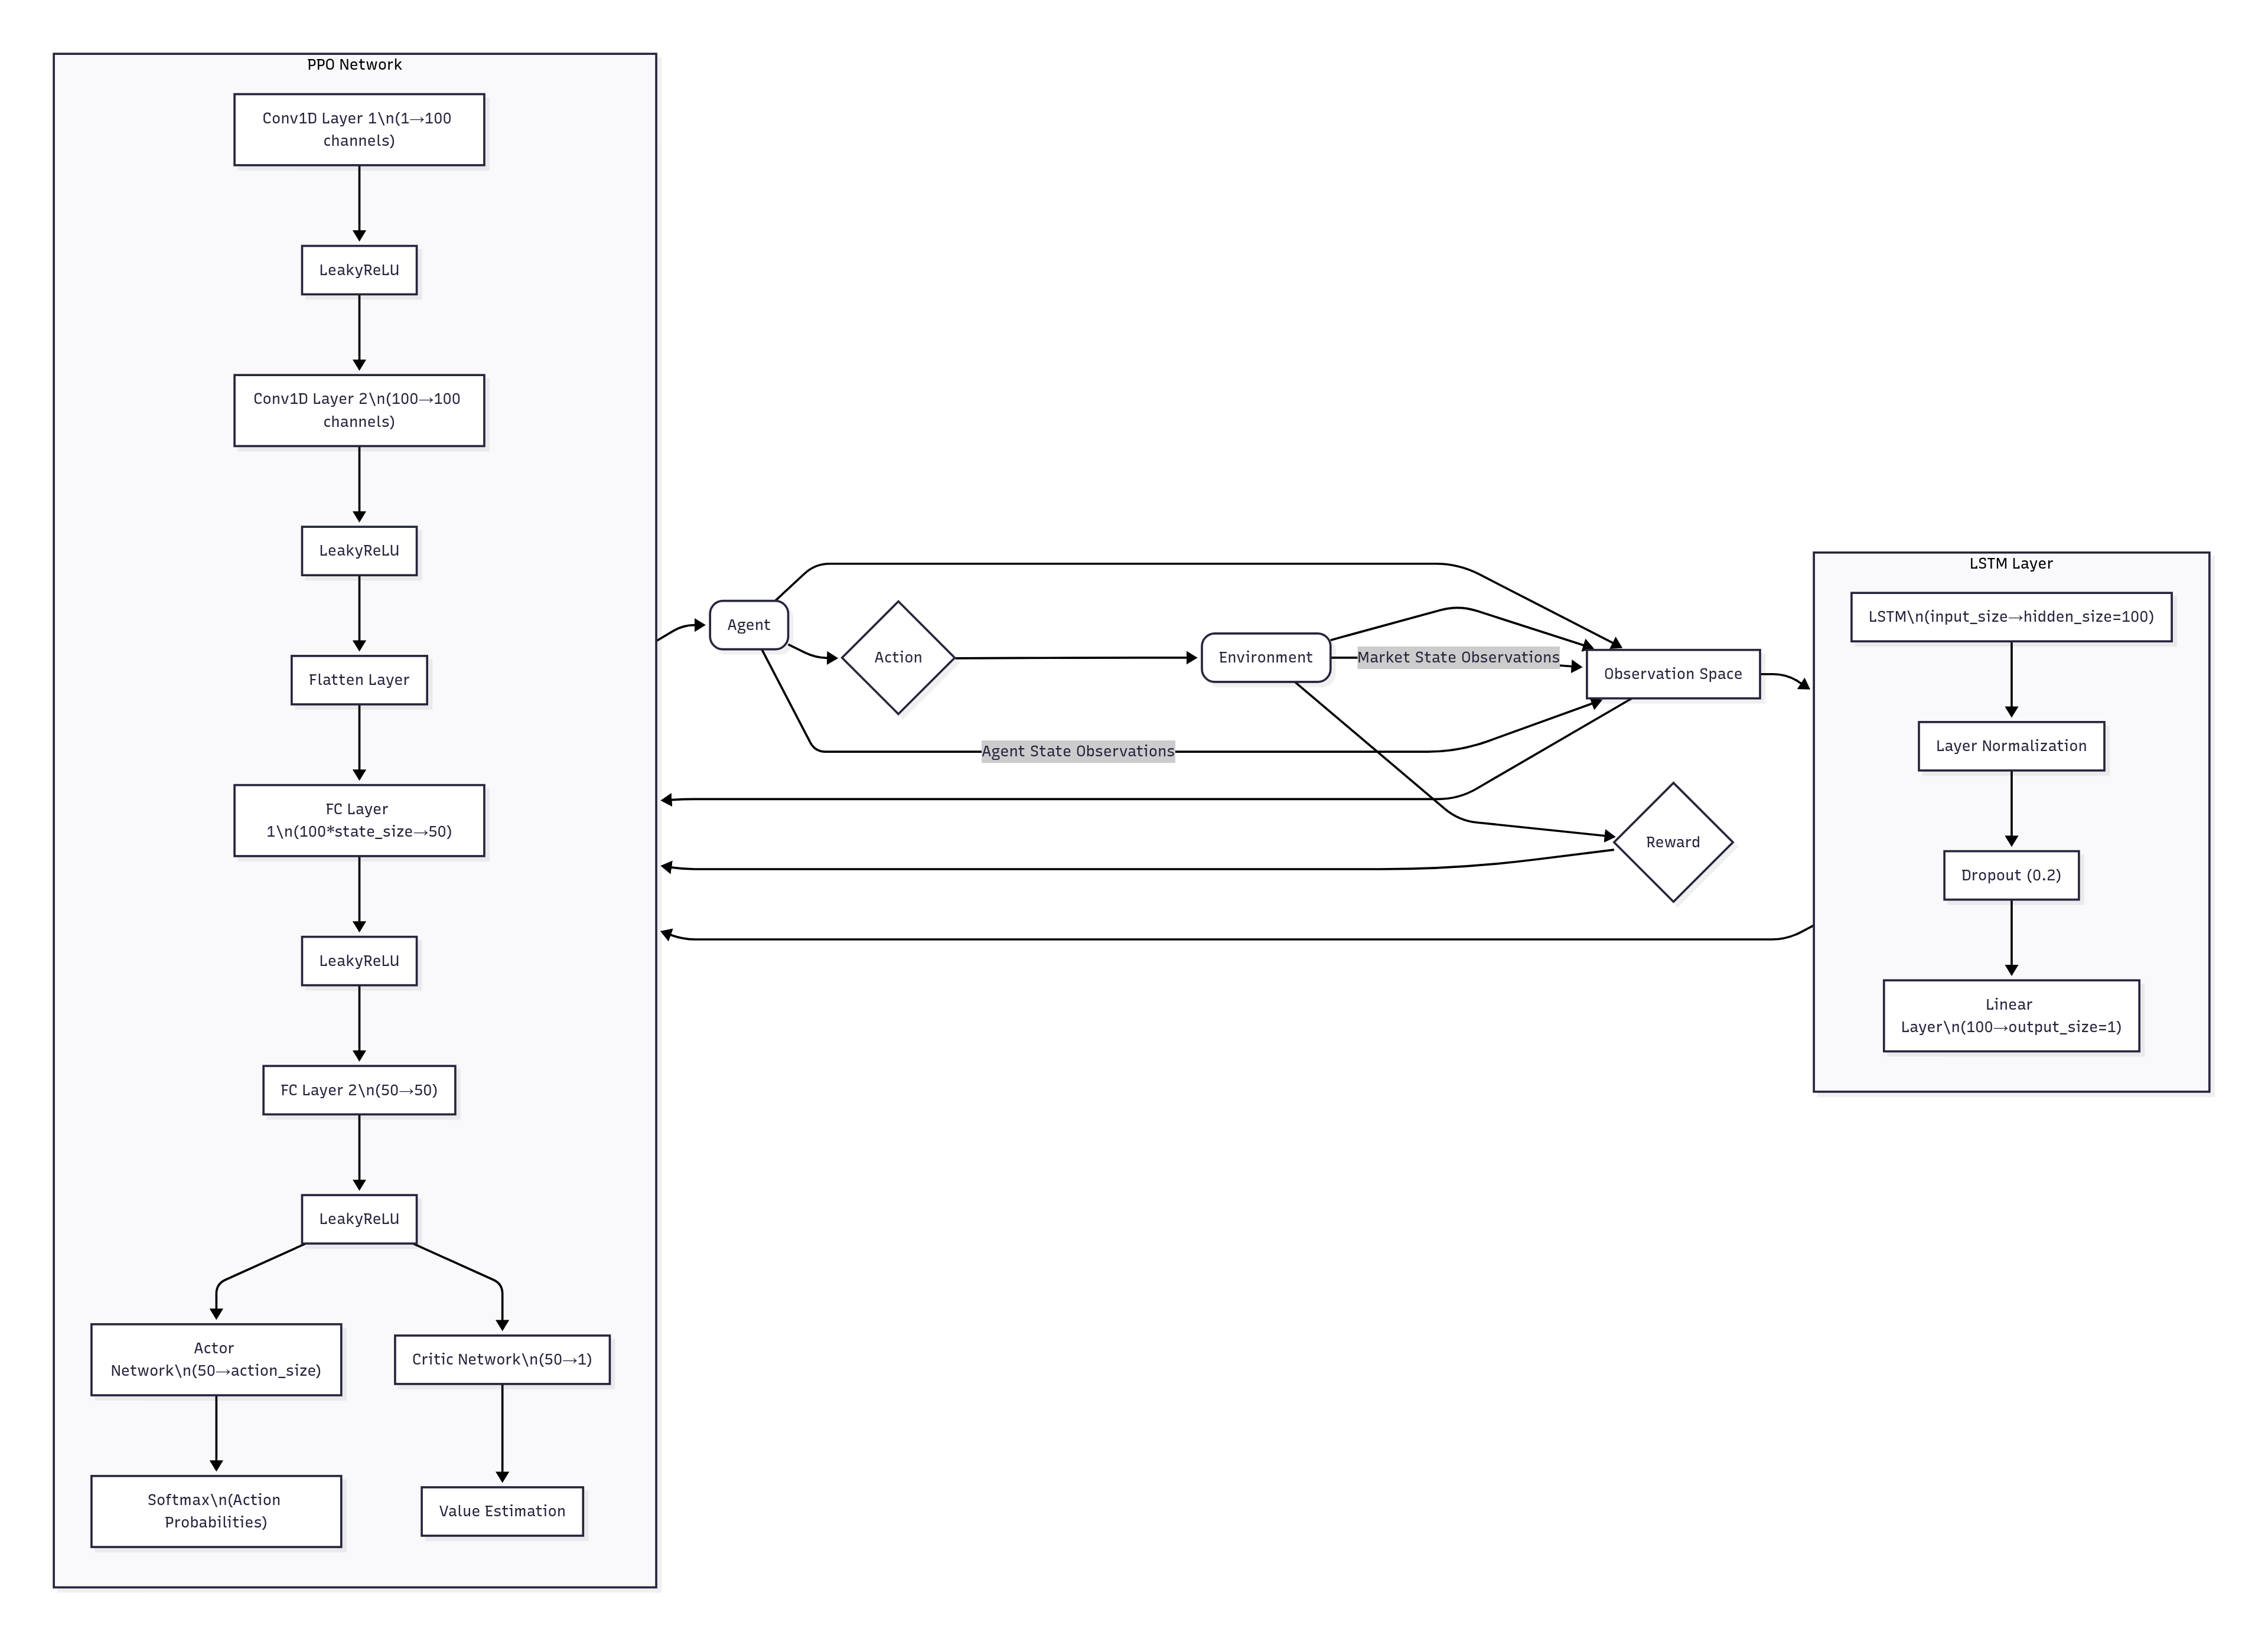 PPO Network
Conv1D Layer 1\n(1→100
channels)
LeakyReLU
Conv1D Layer 2\n(100→100
channels)
LeakyReLU
Flatten Layer
FC Layer
1\n(100*state_size→50)
LeakyReLU
FC Layer 2\n(50→50)
LeakyReLU
Actor
Network\n(50→action_size)
Critic Network\n(50→1)
Softmax\n(Action
Probabilities)
Value Estimation
Agent
Action
Environment
Market State Observations
Observation Space
Agent State Observations
Reward
LSTM Layer
LSTM\n(input_size→hidden_size=100)
Layer Normalization
Dropout (0.2)
Linear
Layer\n(100→output_size=1)